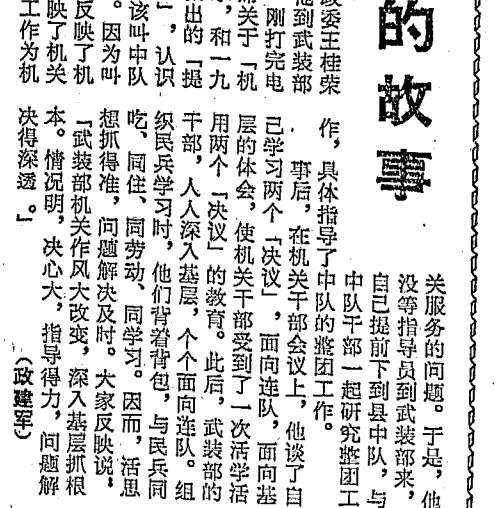 的故事
委王桂荣
他到武装部
刚打完电
关于「机
，和一九
出的「提
」，认识
该叫中队
。因为叫
反映了机
映了机关
工作为机
关服务的问题。于是，他
没等指导员到武装部来，
自己提前下到县中队，与
中队干部一起研究整团工
作，具体指导了中队的整团工作。
事后，在机关干部会议上，他谈了自
己学习两个「决议」，面向连队，面向基
层的体会，使机关干部受到了一次活学活
用两个「决议」的教育。此后，武装部的
干部，人人深入基层，个个面向连队。组
织民兵学习时，他们背着背包，与民兵同
吃、同住、同劳动、同学习。因而，活思
想抓得准，问题解决及时。大家反映说，
「武装部机关作风大改变，深入基层抓根
本。情况明，决心大，指导得力，问题解
决得深透。」
（政建军）